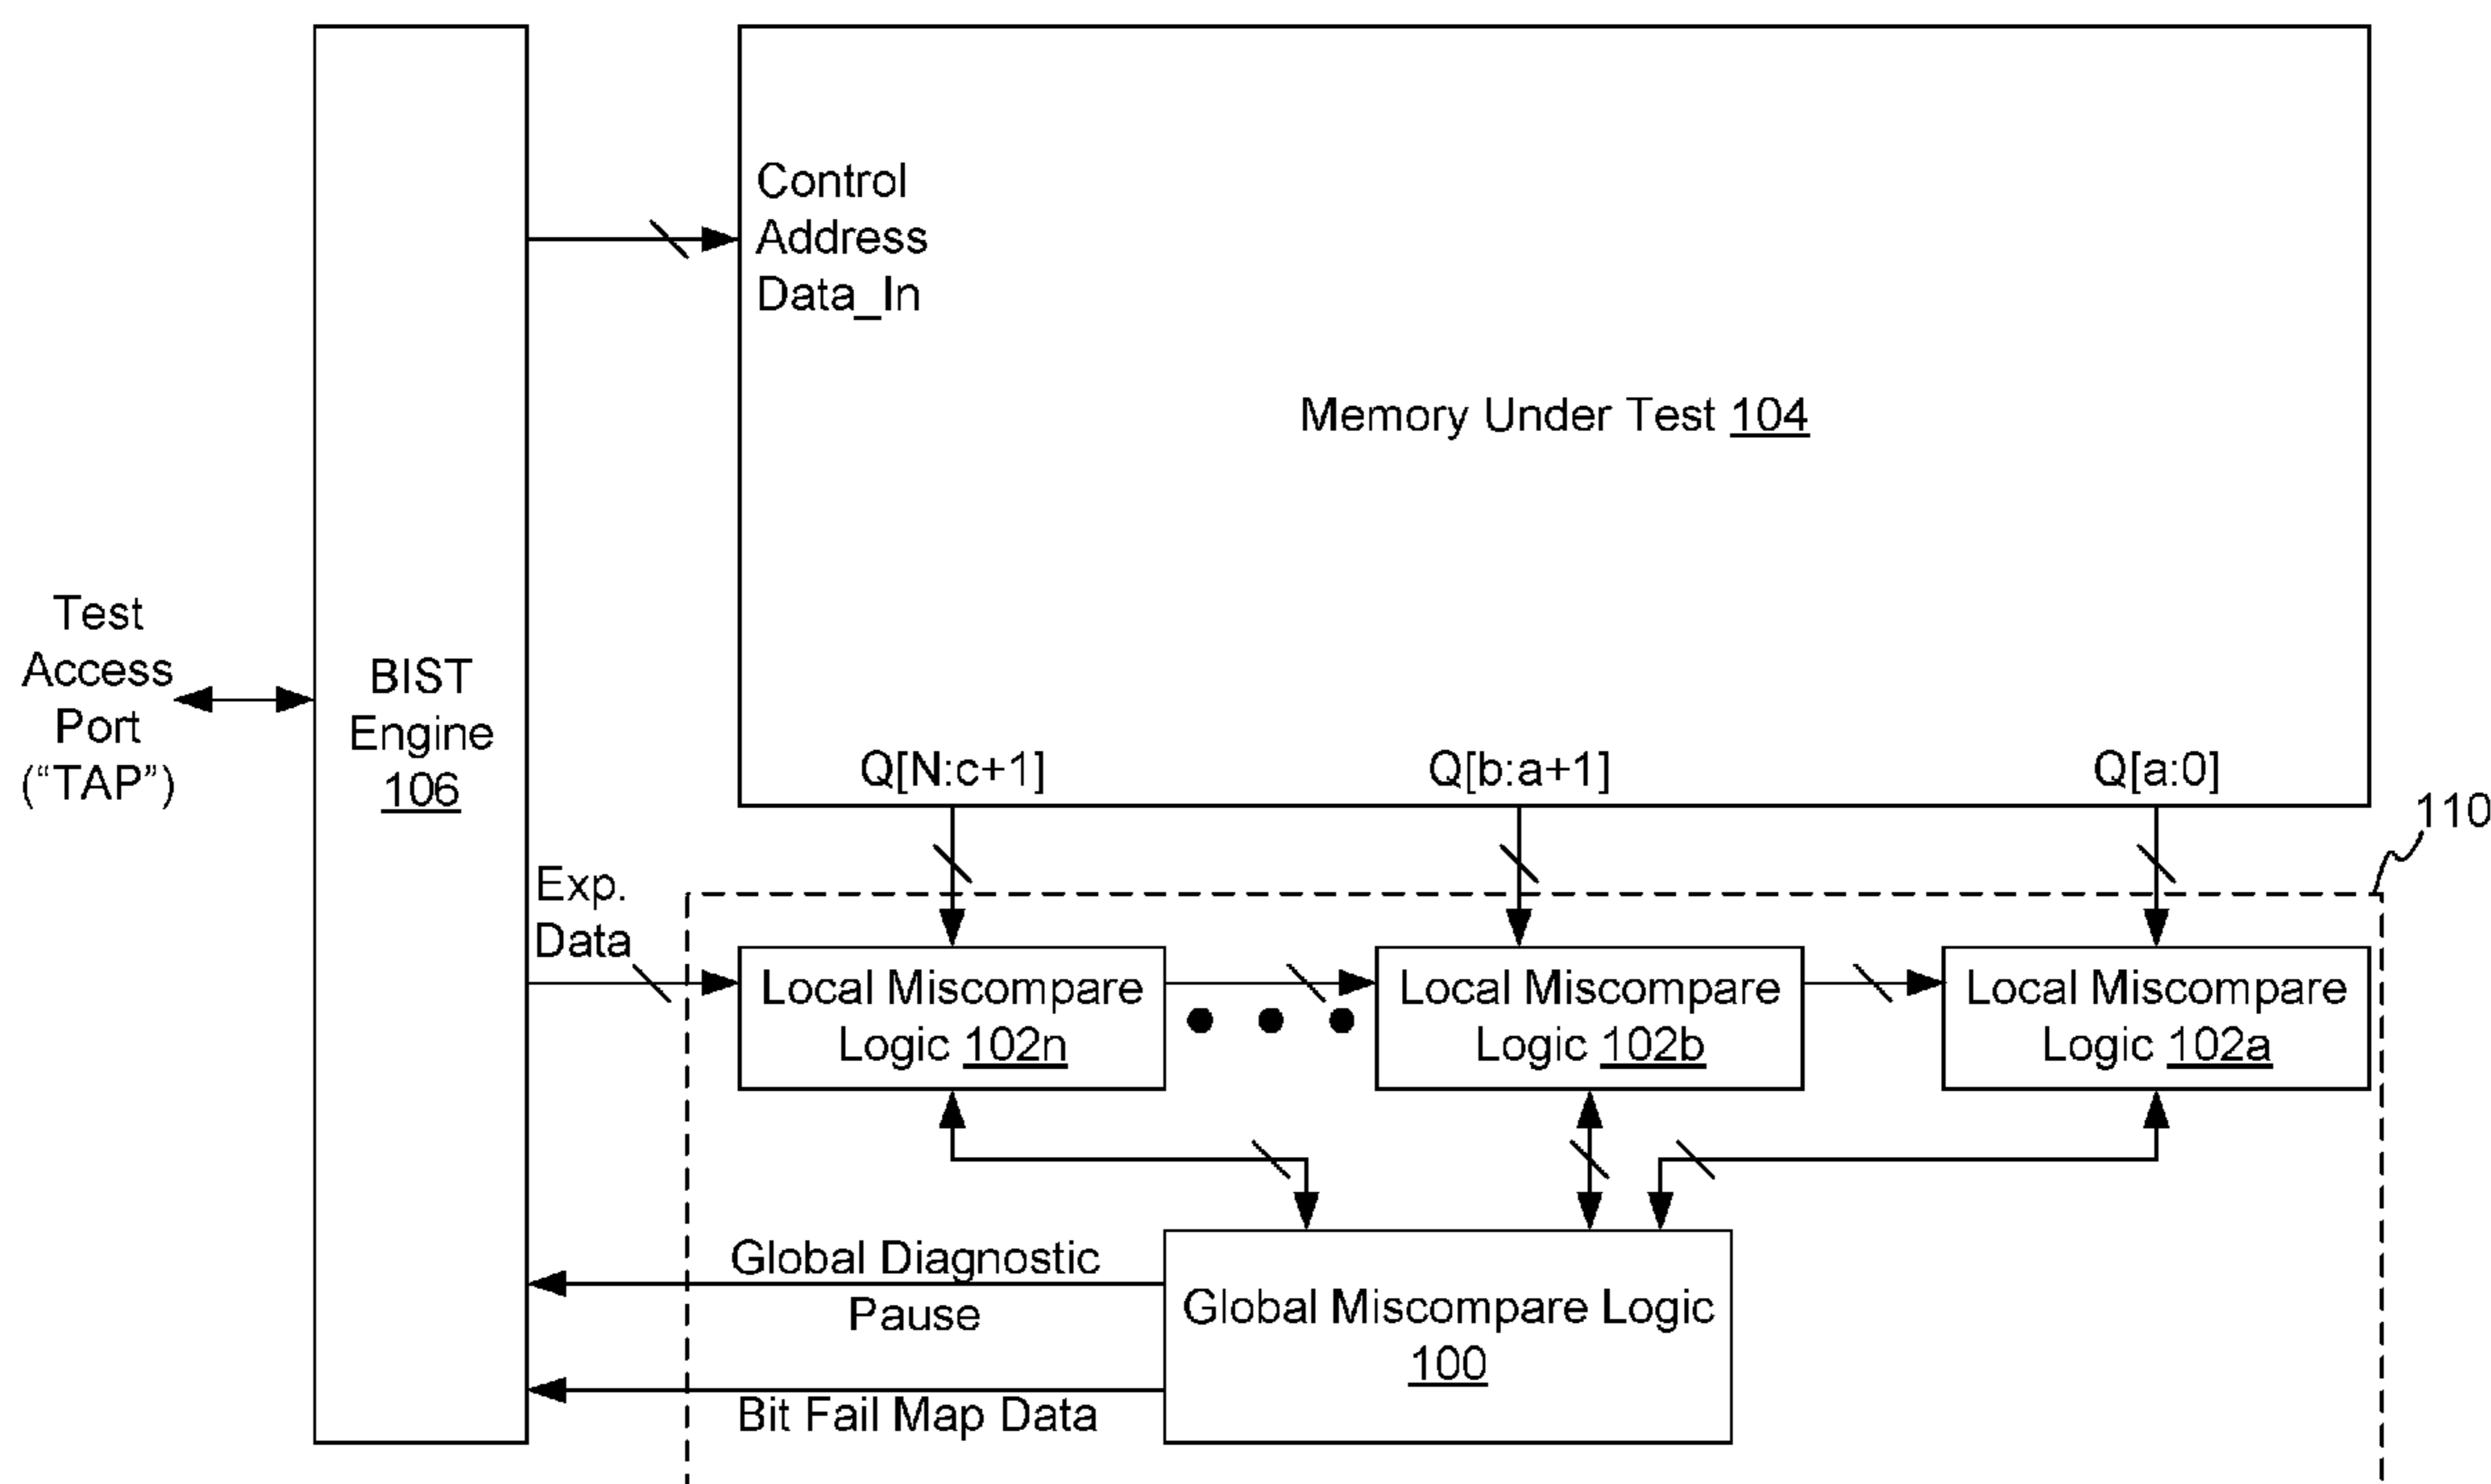 Control
Address
Data_In
Memory Under Test 104
Test
Access
Port
(“TAP”)
BIST
Engine
106
Q[N:c+1]
Q[b:a+1]
Q[a:0]
110
Exp.
Data
Local Miscompare
Logic 102n
Local Miscompare
Logic 102b
Local Miscompare
Logic 102a
Global Diagnostic
Pause
Bit Fail Map Data
Global Miscompare Logic
100